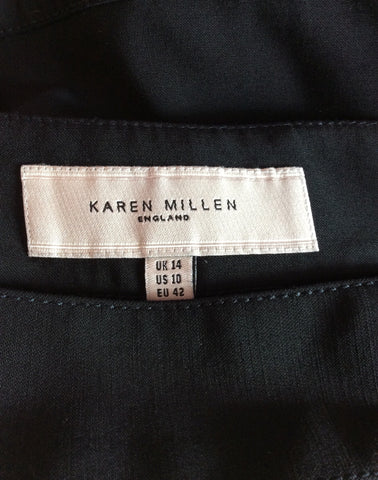 KAREN MILLEN
ENGLAND
UK 14
US 10
EU 42